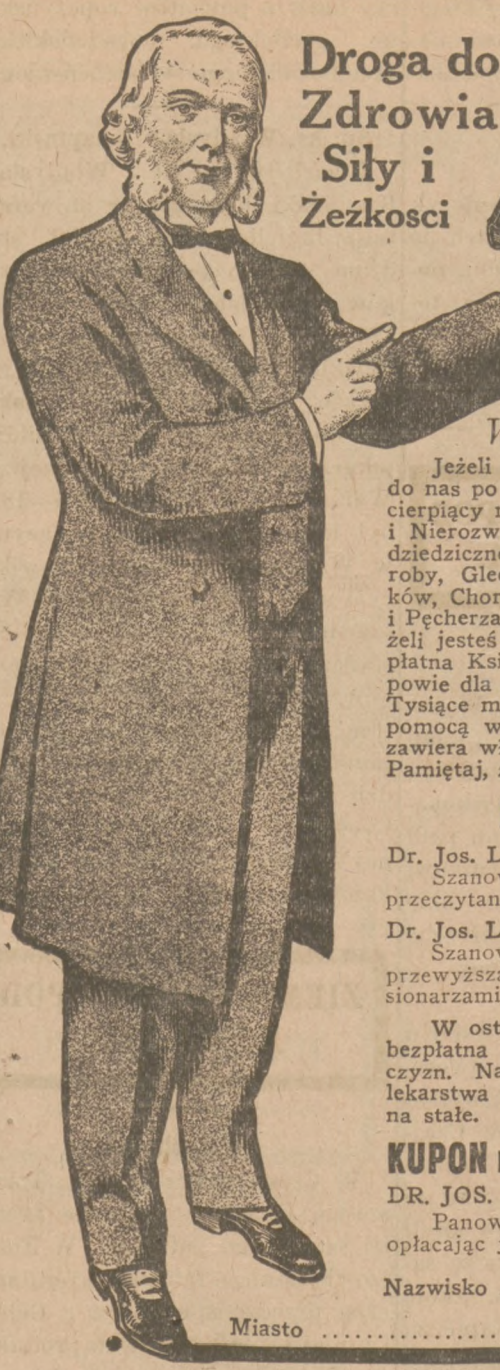 Droga do
Zdrowia
Siły i
Żeźkosci
Jeżeli
do nas po
cierpiący
i Nierozw
dziedziczn
roby, Gle
ków, Chor
i Pęcherza
żeli jesteś
płatna Ksi
powie dla
Tysiące m
pomocą w
zawiera w
Pamiętaj,
Dr. Jos. L
Szano
przeczytan
Dr. Jos. L
Szano
przewyższ
sionarzami
W ost
bezpłatna
czyzn. Na
lekarstwa
na stałe.
KUPON
DR. JOS.
Panow
opłacając
Nazwisko
Miasto ................